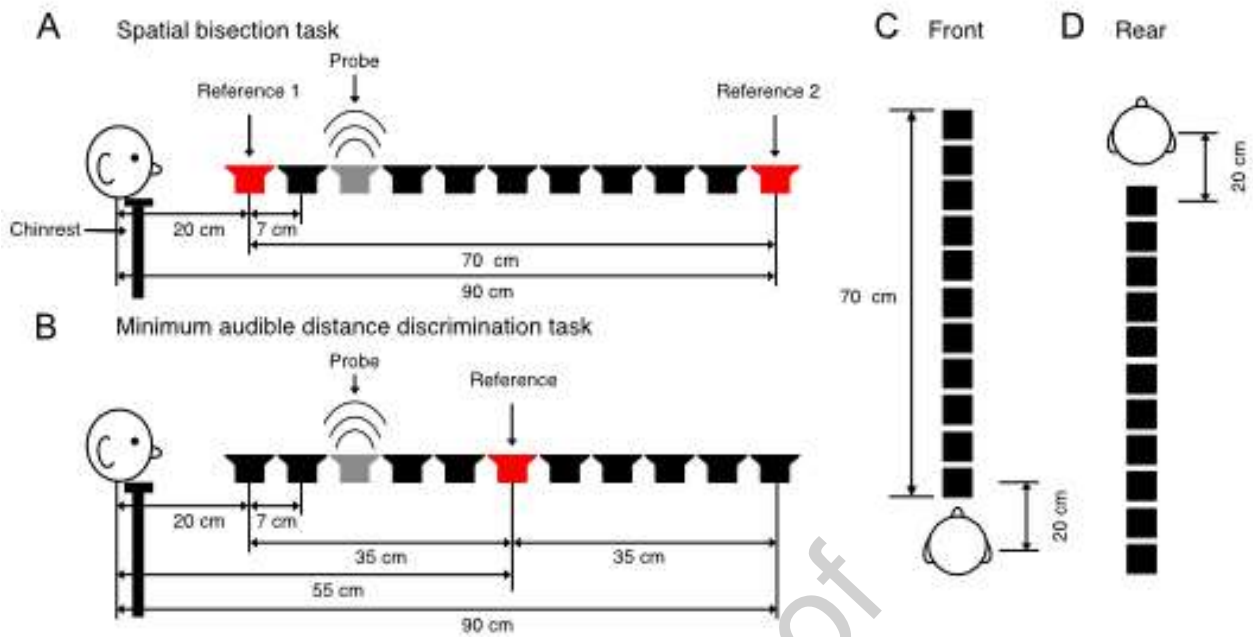 A Spatial bisection task
Probe
Reference 1
Reference 2
Chinrest
20 cm
7 cm
70 cm
90 cm
B Minimum audible distance discrimination task
Probe
Reference
20 cm
7 cm
35 cm
35 cm
55 cm
90 cm
C Front
70 cm
20 cm
D Rear
20 cm
of